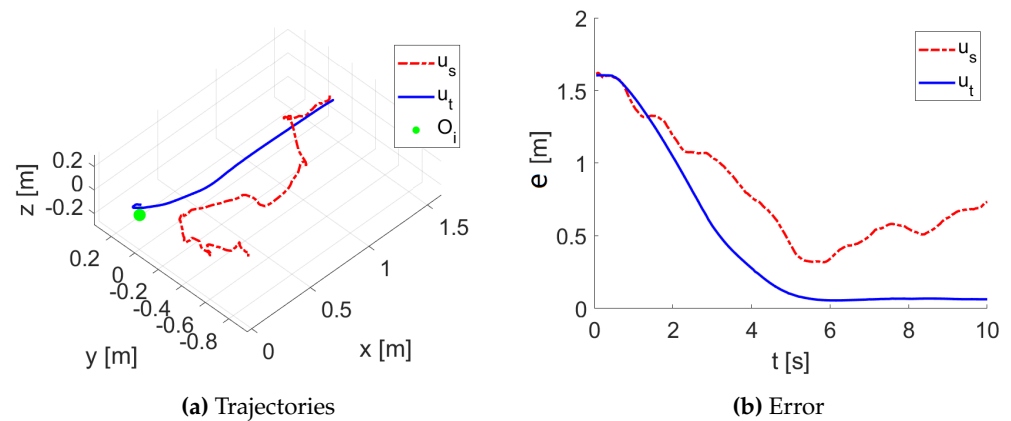 u_s
u_t
O_i
0.2
0
-0.2
z [m]
0.2
0
-0.2
-0.4
-0.6
-0.8
y [m]
0
0.5
1
1.5
x [m]
(a) Trajectories
2
1.5
1
0.5
0
e [m]
u_s
u_t
0
2
4
6
8
10
t [s]
(b) Error